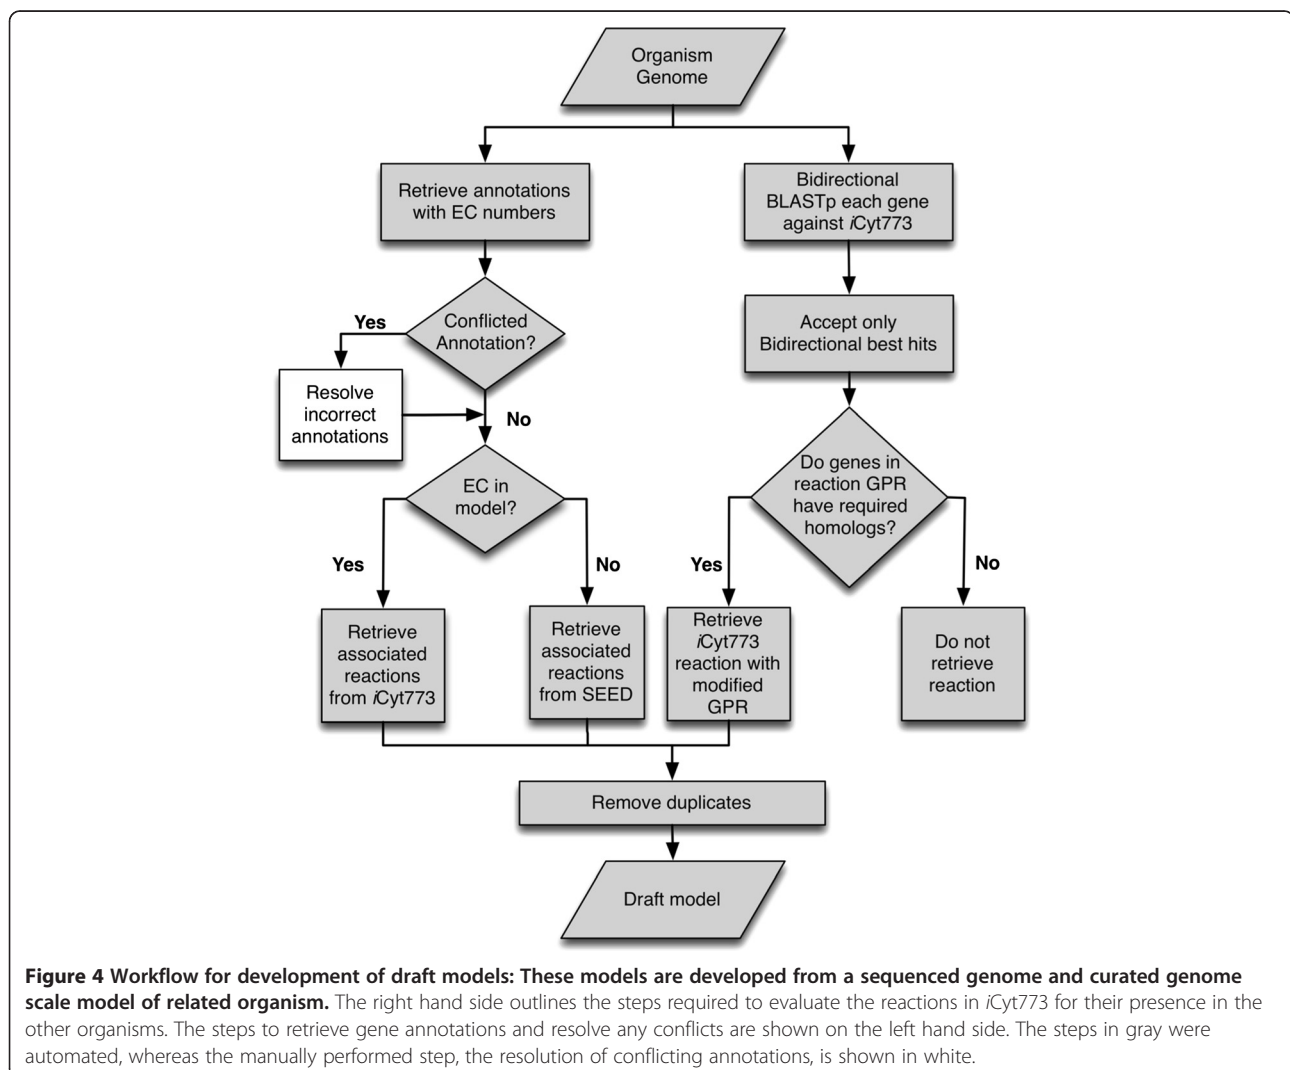 Organism
Genome
Retrieve annotations
with EC numbers
Bidirectional
BLASTp each gene
against iCyt773
Conflicted
Annotation?
Yes
Resolve
incorrect
annotations
No
Accept only
Bidirectional best hits
EC in
model?
Do genes in
reaction GPR
have required
homologs?
Yes
No
Yes
No
Retrieve
associated
reactions
from iCyt773
Retrieve
associated
reactions
from SEED
Retrieve
iCyt773
reaction with
modified
GPR
Do not
retrieve
reaction
Remove duplicates
Draft model
Figure 4 Workflow for development of draft models: These models are developed from a sequenced genome and curated genome
scale model of related organism. The right hand side outlines the steps required to evaluate the reactions in iCyt773 for their presence in the
other organisms. The steps to retrieve gene annotations and resolve any conflicts are shown on the left hand side. The steps in gray were
automated, whereas the manually performed step, the resolution of conflicting annotations, is shown in white.